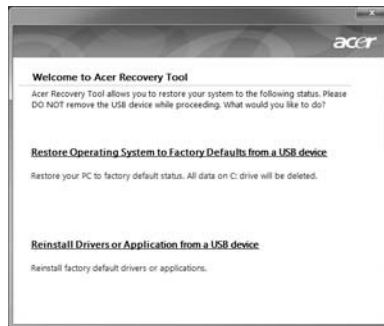 acer
Welcome to Acer Recovery Tool
Acer Recovery Tool allows you to restore your system to the following status. Please
DO NOT remove the USB device while proceeding. What would you like to do?
Restore Operating System to Factory Defaults from a USB device
Restore your PC to factory default status. All data on C: drive will be deleted.
Reinstall Drivers or Application from a USB device
Reinstall factory default drivers or applications.